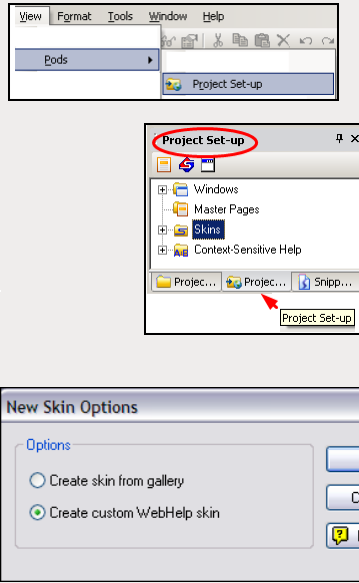 View Format Tools Window Help
Pods
Project Set-up
Project Set-up
Windows
Master Pages
Skins
Context-Sensitive Help
Projec... Projec... Snipp...
Project Set-up
New Skin Options
Options
Create skin from gallery
Create custom WebHelp skin